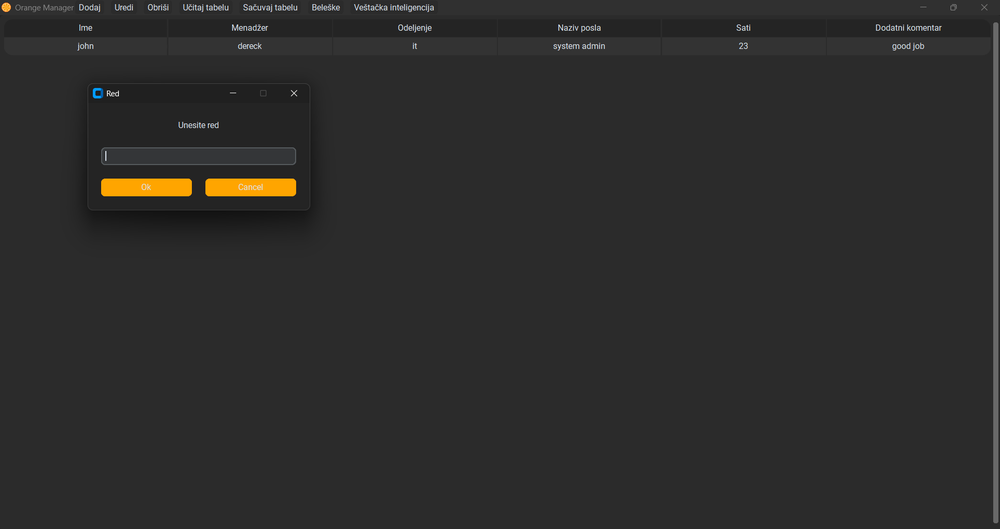 Orange Manager Dodaj Uredi Obriši Učitaj tabelu Sačuvaj tabelu Beleške Veštačka inteligencija
Ime Menadžer Odeljenje Naziv posla Sati Dodatni komentar
john dereck it system admin 23 good job
Red
Unesite red
Ok Cancel